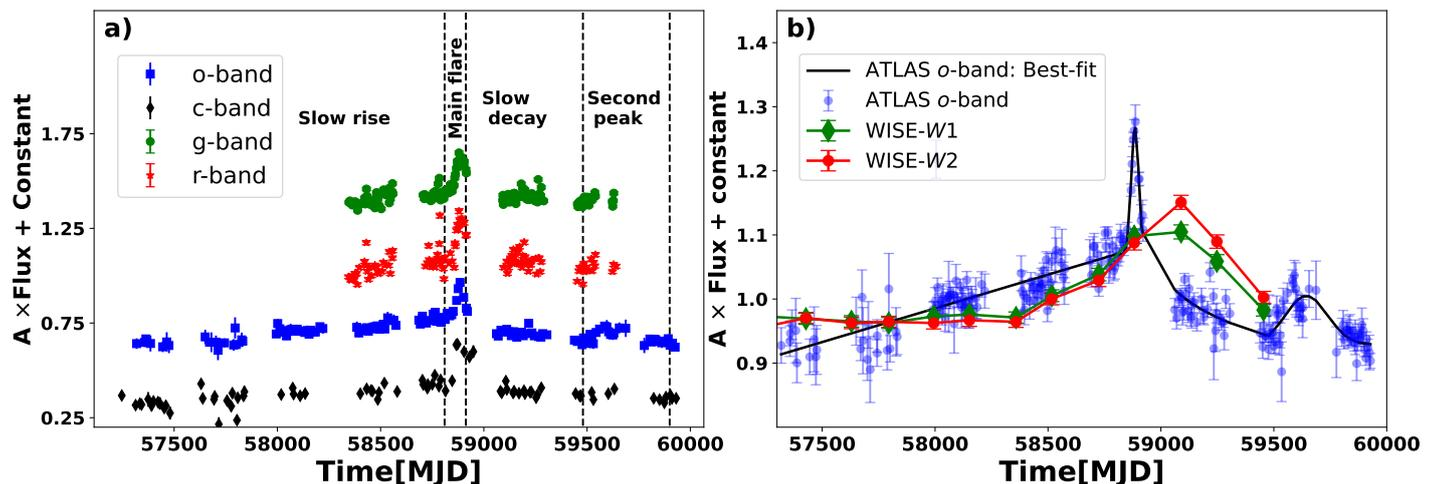 a)
o-band
c-band
g-band
r-band
Slow rise
Main flare
Slow
decay
Second
peak
1.75
1.25
0.75
0.25
A ×Flux + Constant
57500 58000 58500 59000 59500 60000
Time[MJD]
b)
ATLAS o-band: Best-fit
ATLAS o-band
WISE-W1
WISE-W2
1.4
1.3
1.2
1.1
1.0
0.9
A × Flux + constant
57500 58000 58500 59000 59500 60000
Time[MJD]